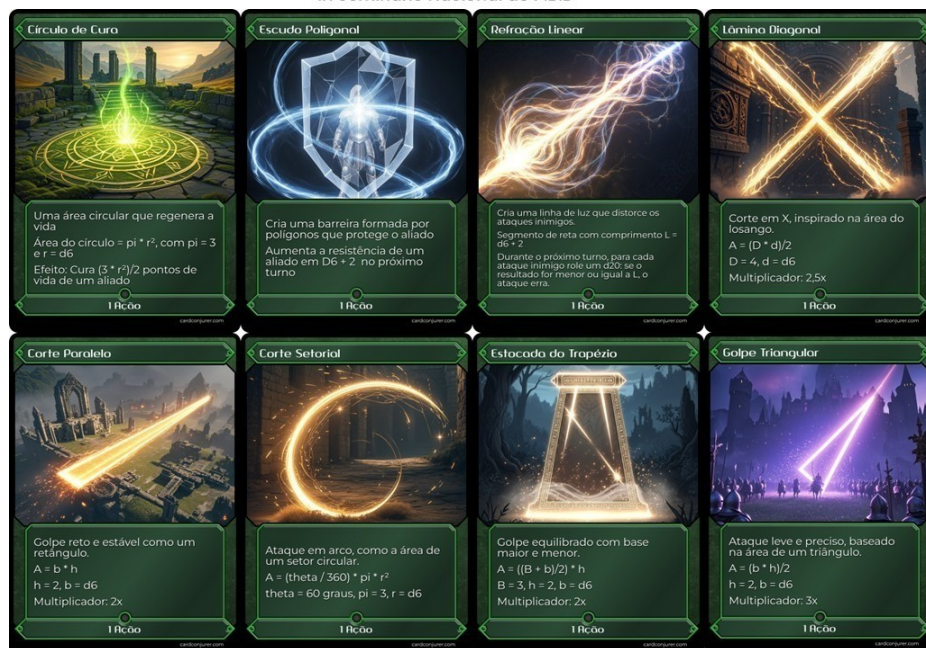 Círculo de Cura
Uma área circular que regenera a
vida
Área do círculo = pi * r², com pi = 3
e r = d6
Efeito: Cura (3 * r²)/2 pontos de
vida de um aliado
1 Ação
cardconjurer.com
Escudo Poligonal
Cria uma barreira formada por
polígonos que protege o aliado
Aumenta a resistência de um
aliado em D6 + 2 no próximo
turno
1 Ação
cardconjurer.com
Refração Linear
Cria uma linha de luz que distorce os
ataques inimigos.
Segmento de reta com comprimento L =
d6 + 2
Durante o próximo turno, para cada
ataque inimigo role um d20: se o
resultado for menor ou igual a L, o
ataque erra.
1 Ação
cardconjurer.com
Lâmina Diagonal
Corte em X, inspirado na área do
losango.
A = (D * d)/2
D = 4, d = d6
Multiplicador: 2,5x
1 Ação
cardconjurer.com
Corte Paralelo
Golpe reto e estável como um
retângulo.
A = b * h
h = 2, b = d6
Multiplicador: 2x
1 Ação
cardconjurer.com
Corte Setorial
Ataque em arco, como a área de
um setor circular.
A = (theta / 360) * pi * r²
theta = 60 graus, pi = 3, r = d6
1 Ação
cardconjurer.com
Estocada do Trapézio
Golpe equilibrado com base
maior e menor.
A = ((B + b)/2) * h
B = 3, h = 2, b = d6
Multiplicador: 2x
1 Ação
cardconjurer.com
Golpe Triangular
Ataque leve e preciso, baseado
na área de um triângulo.
A = (b * h)/2
h = 2, b = d6
Multiplicador: 3x
1 Ação
cardconjurer.com